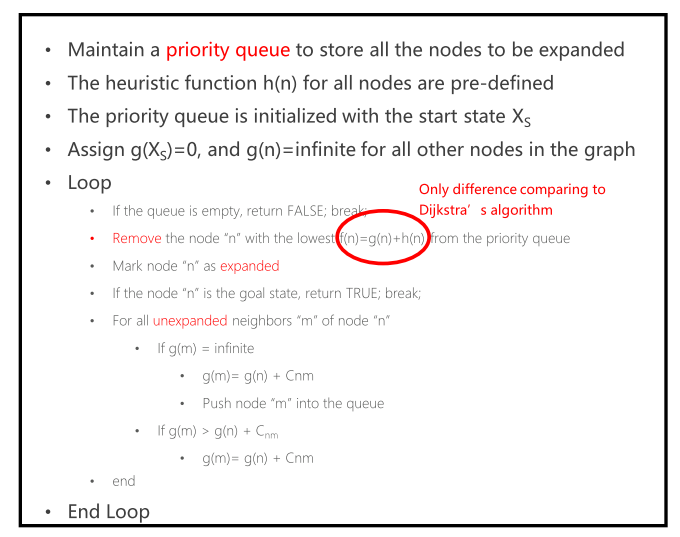 • Maintain a priority queue to store all the nodes to be expanded
• The heuristic function h(n) for all nodes are pre-defined
• The priority queue is initialized with the start state X_S
• Assign g(X_S)=0, and g(n)=infinite for all other nodes in the graph
• Loop
Only difference comparing to
Dijkstra’s algorithm
• If the queue is empty, return FALSE; break;
• Remove the node “n” with the lowest f(n)=g(n)+h(n) from the priority queue
• Mark node “n” as expanded
• If the node “n” is the goal state, return TRUE; break;
• For all unexpanded neighbors “m” of node “n”
• If g(m) = infinite
• g(m)= g(n) + Cnm
• Push node “m” into the queue
• If g(m) > g(n) + C_nm
• g(m)= g(n) + Cnm
• end
• End Loop